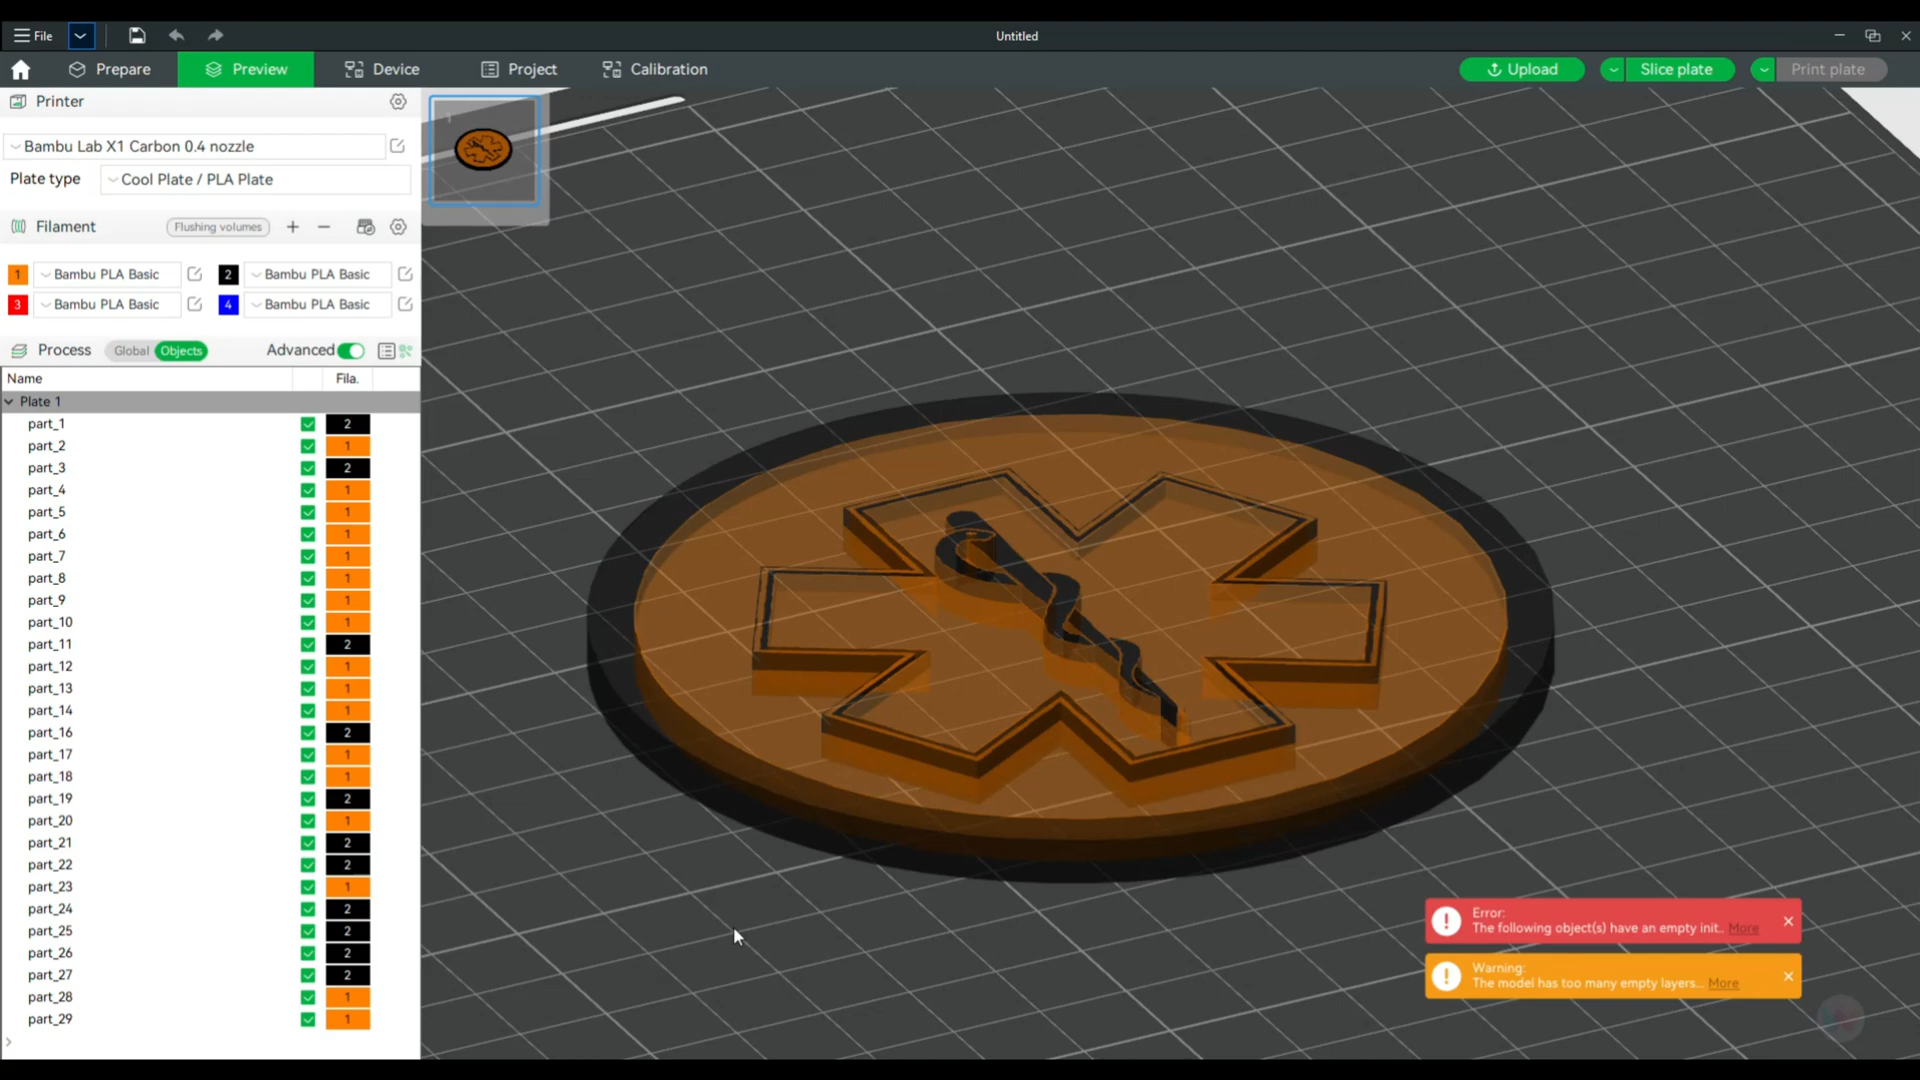 File
Untitled
Prepare
Preview
Device
Project
Calibration
Upload
Slice plate
Print plate
Printer
Bambu Lab X1 Carbon 0.4 nozzle
Plate type
Cool Plate / PLA Plate
Filament
Flushing volumes
1 Bambu PLA Basic
2 Bambu PLA Basic
3 Bambu PLA Basic
4 Bambu PLA Basic
Process
Global
Objects
Advanced
Name Fila.
Plate 1
part_1 2
part_2 1
part_3 2
part_4 1
part_5 1
part_6 1
part_7 1
part_8 1
part_9 1
part_10 1
part_11 2
part_12 1
part_13 1
part_14 1
part_16 2
part_17 1
part_18 1
part_19 2
part_20 1
part_21 2
part_22 2
part_23 1
part_24 2
part_25 2
part_26 2
part_27 2
part_28 1
part_29 1
Error:
The following object(s) have an empty init.. More
Warning:
The model has too many empty layers... More